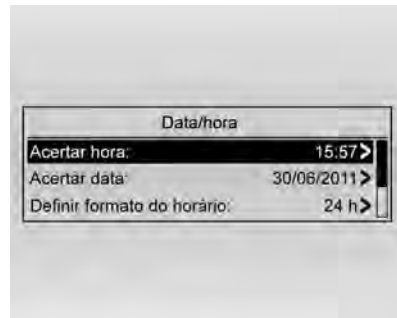 Data/hora
Acertar hora: 15:57>
Acertar data: 30/06/2011>
Definir formato do horário: 24 h>